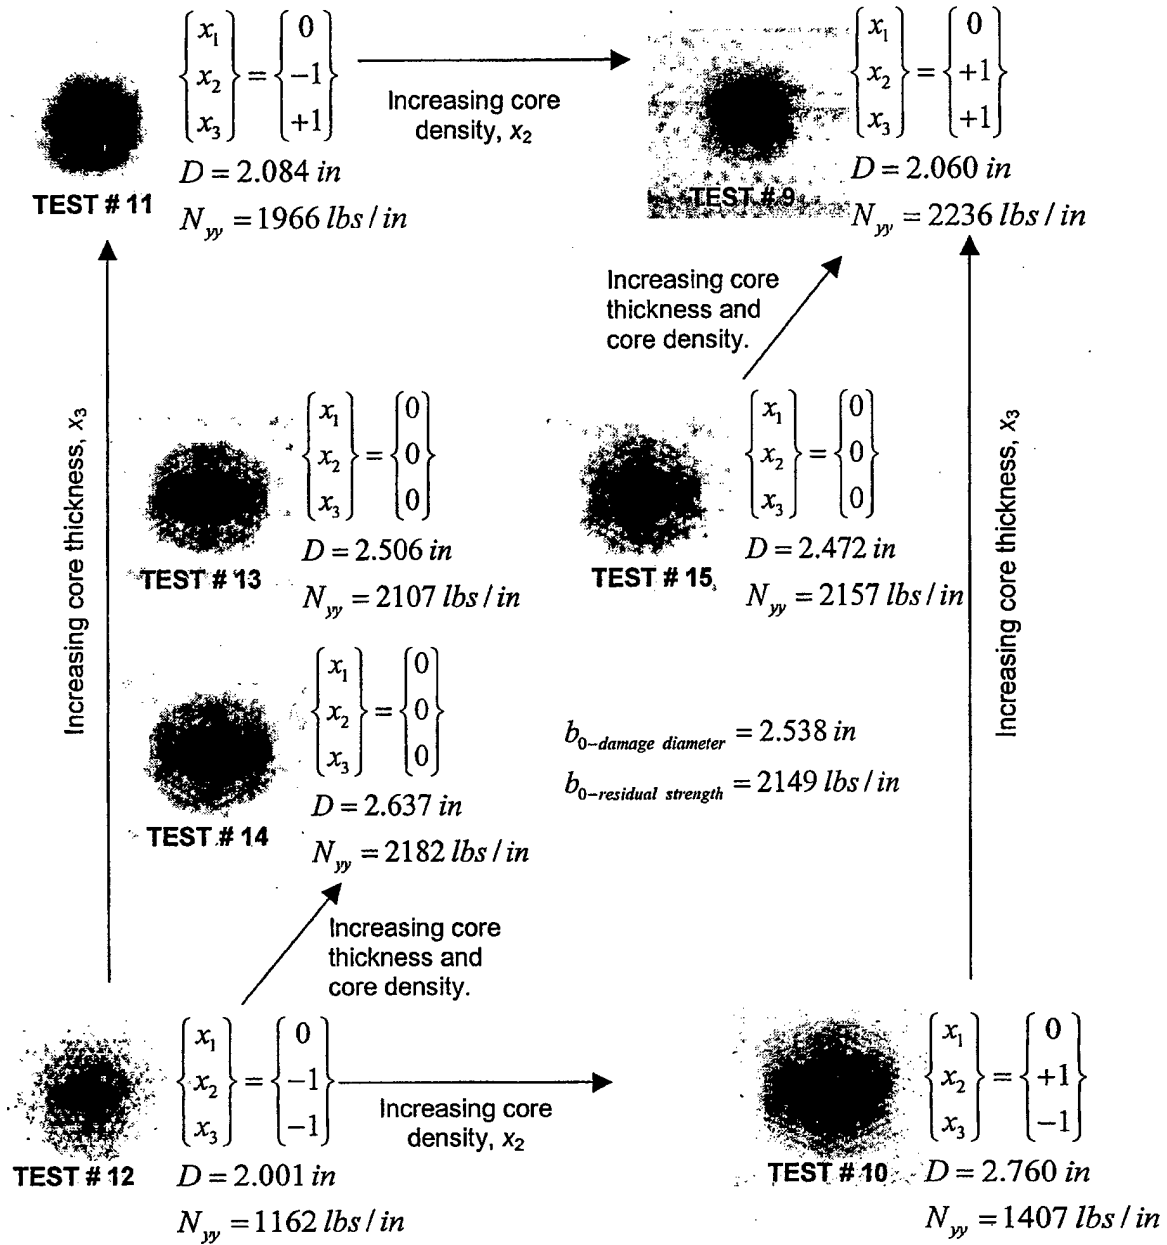 {x₁ x₂ x₃} = {0 −1 +1}
D = 2.084 in
TEST # 11
N_yy = 1966 lbs / in
Increasing core
density, x₂
{x₁ x₂ x₃} = {0 +1 +1}
D = 2.060 in
TEST # 9
N_yy = 2236 lbs / in
Increasing core
thickness and
core density.
Increasing core thickness, x₃
{x₁ x₂ x₃} = {0 0 0}
D = 2.506 in
TEST # 13
N_yy = 2107 lbs / in
{x₁ x₂ x₃} = {0 0 0}
D = 2.472 in
TEST # 15
N_yy = 2157 lbs / in
Increasing core thickness, x₃
{x₁ x₂ x₃} = {0 0 0}
D = 2.637 in
TEST # 14
N_yy = 2182 lbs / in
b₀₋damage diameter = 2.538 in
b₀₋residual strength = 2149 lbs / in
Increasing core
thickness and
core density.
{x₁ x₂ x₃} = {0 −1 −1}
TEST # 12
D = 2.001 in
N_yy = 1162 lbs / in
Increasing core
density, x₂
{x₁ x₂ x₃} = {0 +1 −1}
TEST # 10
D = 2.760 in
N_yy = 1407 lbs / in